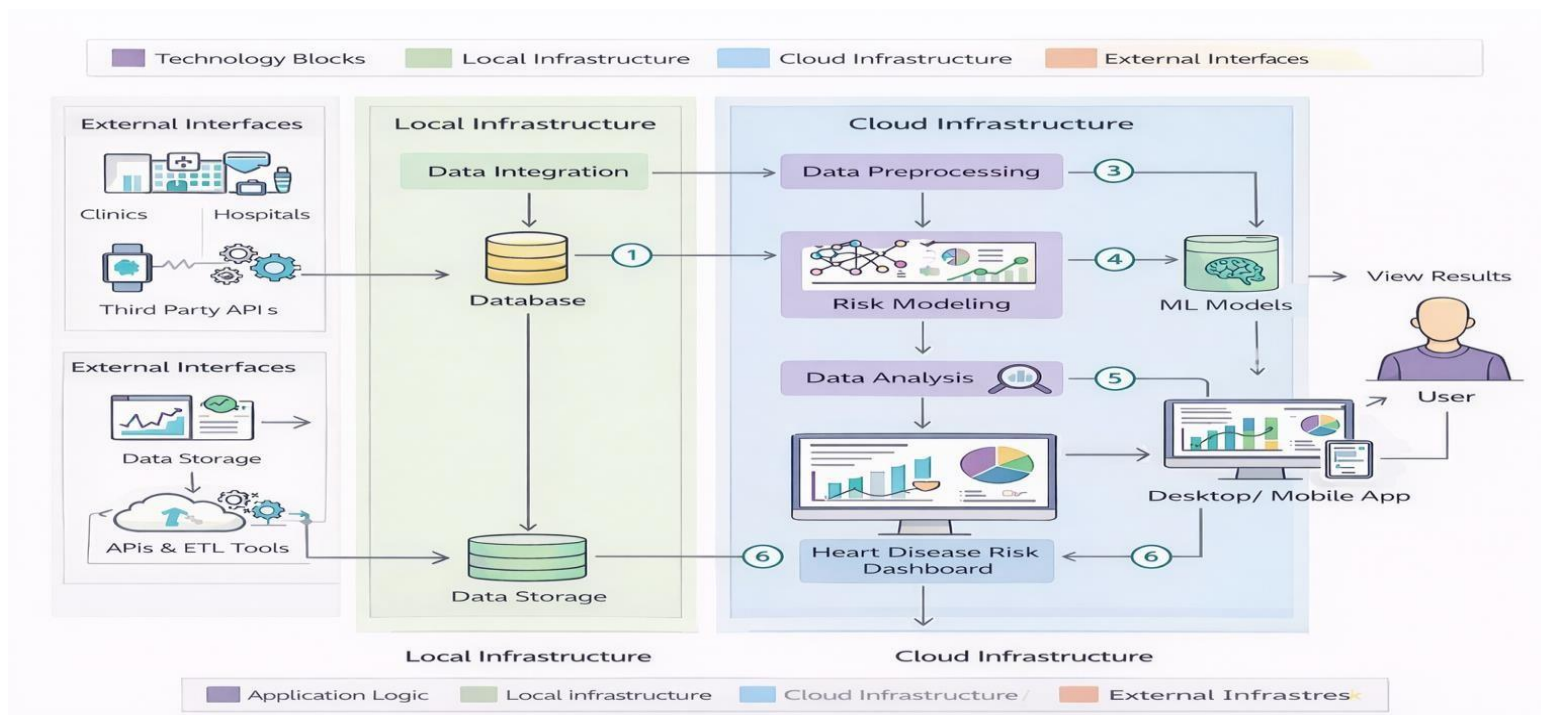 Technology Blocks
Local Infrastructure
Cloud Infrastructure
External Interfaces
External Interfaces
Clinics
Hospitals
Third Party API s
External Interfaces
Data Storage
APis & ETL Tools
Local Infrastructure
Data Integration
1
Database
Data Storage
Cloud Infrastructure
Data Preprocessing
3
Risk Modeling
4
ML Models
Data Analysis
5
6
Heart Disease Risk
Dashboard
6
Desktop/ Mobile App
View Results
User
Local Infrastructure
Cloud Infrastructure
Application Logic
Local infrastructure
Cloud Infrastructure /
External Infrastresk